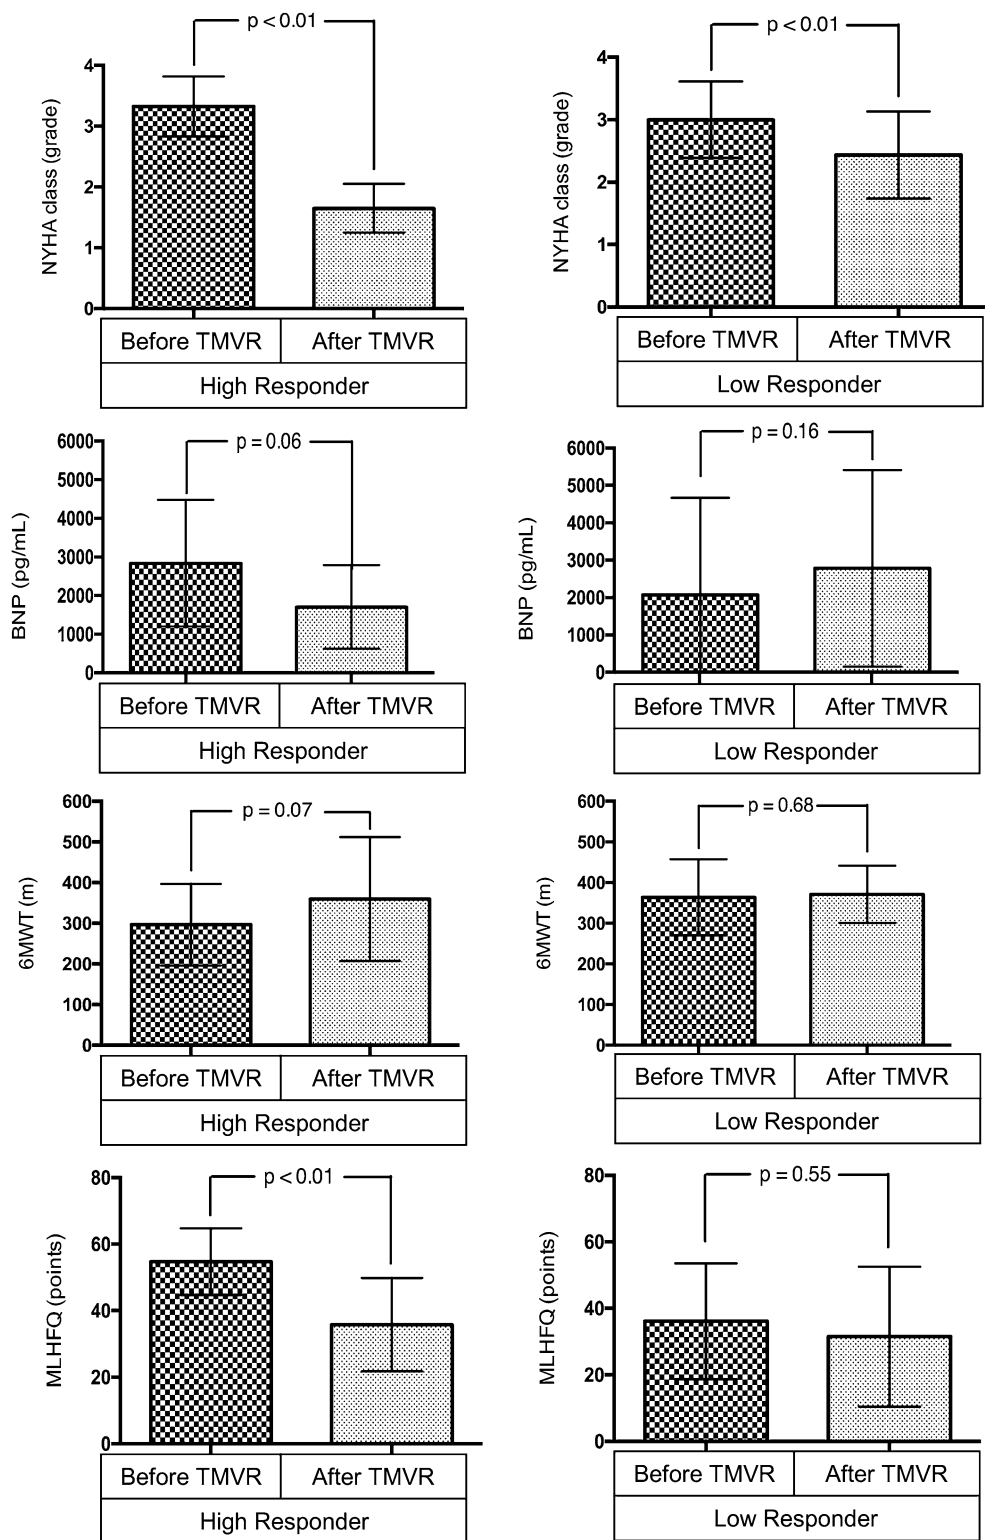 p < 0.01
NYHA class (grade)
4
3
2
1
0
Before TMVR After TMVR
High Responder
p < 0.01
NYHA class (grade)
4
3
2
1
0
Before TMVR After TMVR
Low Responder
p = 0.06
BNP (pg/mL)
6000
5000
4000
3000
2000
1000
0
Before TMVR After TMVR
High Responder
p = 0.16
BNP (pg/mL)
6000
5000
4000
3000
2000
1000
0
Before TMVR After TMVR
Low Responder
p = 0.07
6MWT (m)
600
500
400
300
200
100
0
Before TMVR After TMVR
High Responder
p = 0.68
6MWT (m)
600
500
400
300
200
100
0
Before TMVR After TMVR
Low Responder
p < 0.01
MLHFQ (points)
80
60
40
20
0
Before TMVR After TMVR
High Responder
p = 0.55
MLHFQ (points)
80
60
40
20
0
Before TMVR After TMVR
Low Responder